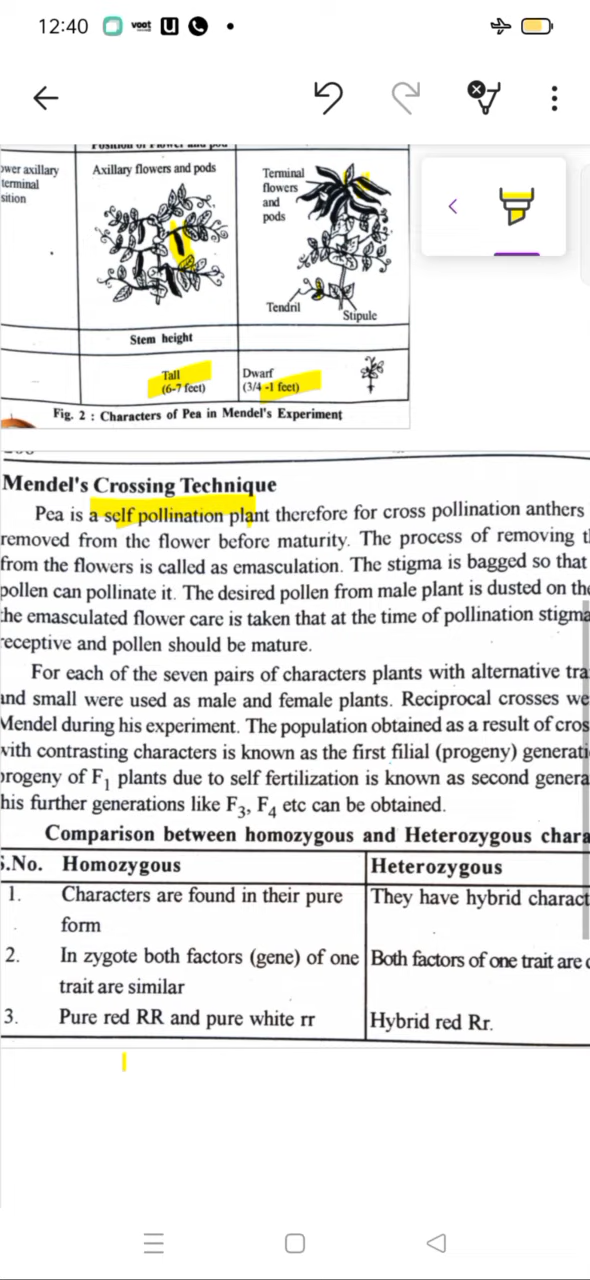 12:40 voot U
Position of Flower and pod
ower axillary
terminal
sition
Axillary flowers and pods
Terminal
flowers
and
pods
Tendril
Stipule
Stem height
Tall
(6-7 feet)
Dwarf
(3/4 -1 feet)
Fig. 2 : Characters of Pea in Mendel's Experiment
Mendel's Crossing Technique
Pea is a self pollination plant therefore for cross pollination anthers
removed from the flower before maturity. The process of removing t
from the flowers is called as emasculation. The stigma is bagged so that
pollen can pollinate it. The desired pollen from male plant is dusted on the
the emasculated flower care is taken that at the time of pollination stigma
receptive and pollen should be mature.
For each of the seven pairs of characters plants with alternative tra
and small were used as male and female plants. Reciprocal crosses we
Mendel during his experiment. The population obtained as a result of cros
with contrasting characters is known as the first filial (progeny) generati
progeny of F1 plants due to self fertilization is known as second genera
his further generations like F3, F4 etc can be obtained.
Comparison between homozygous and Heterozygous chara
S.No. Homozygous Heterozygous
1. Characters are found in their pure They have hybrid charact
form
2. In zygote both factors (gene) of one Both factors of one trait are
trait are similar
3. Pure red RR and pure white rr Hybrid red Rr.